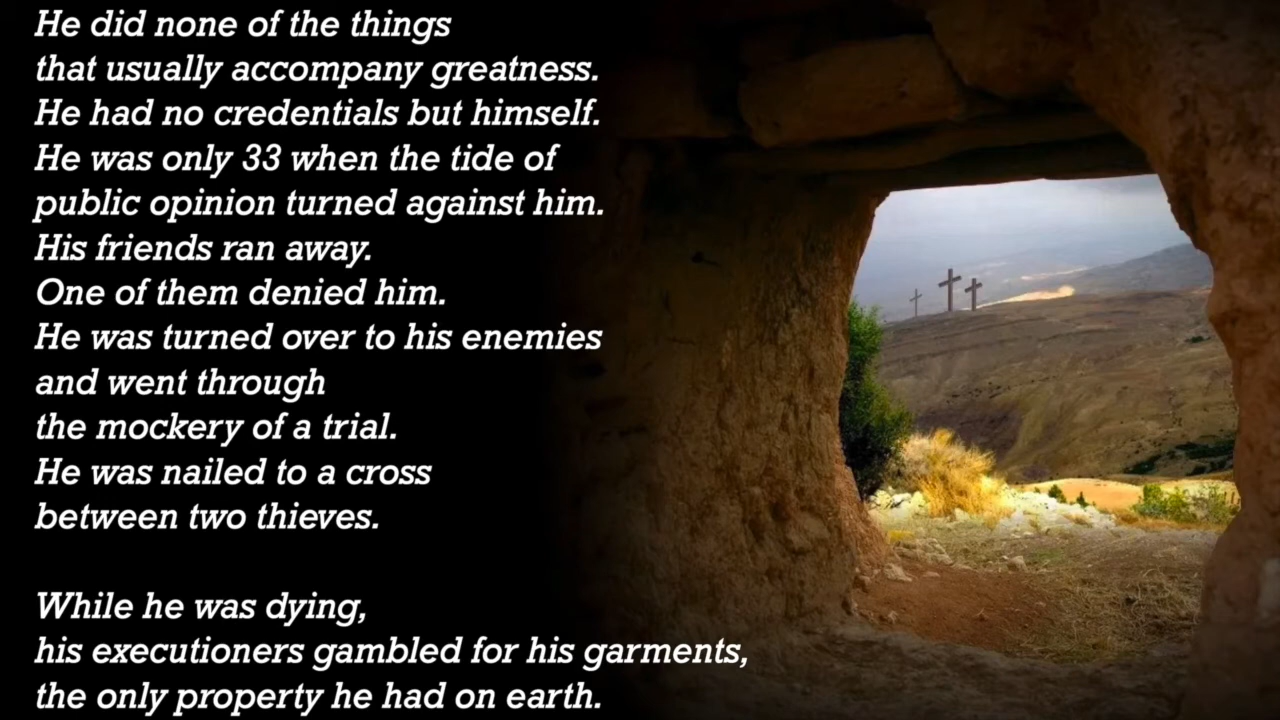 He did none of the things
that usually accompany greatness.
He had no credentials but himself.
He was only 33 when the tide of
public opinion turned against him.
His friends ran away.
One of them denied him.
He was turned over to his enemies
and went through
the mockery of a trial.
He was nailed to a cross
between two thieves.
While he was dying,
his executioners gambled for his garments,
the only property he had on earth.